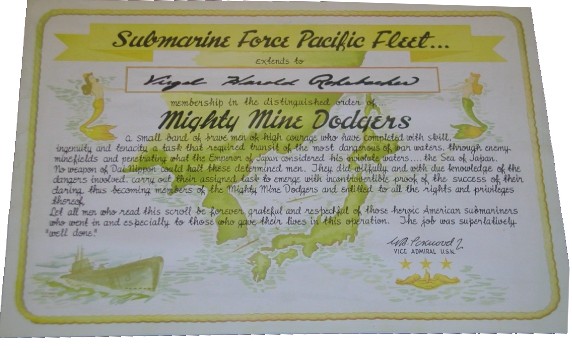 Submarine Force Pacific Fleet...
extends to
Virgil Harold
membership in the distinguished order of
Mighty Mine Dodgers
a small band of brave men of high courage who have completed with skill,
ingenuity and tenacity a task that required transit of the most dangerous of war waters, through enemy
minefields and penetrating what the Emperor of Japan considered his inviolate waters.... the Sea of Japan.
No weapon of Dai Nippon could halt these determined men. They did willfully and with due knowledge of the
dangers involved, carry out their assigned task to emerge with incontrovertible proof of the success of their
daring, thus becoming members of the Mighty Mine Dodgers and entitled to all the rights and privileges
thereof.
Let all men who read this scroll be forever grateful and respectful of those heroic American submariners
who went in and especially to those who gave their lives in this operation. The job was superlatively
"well done."
VICE ADMIRAL U.S.N.